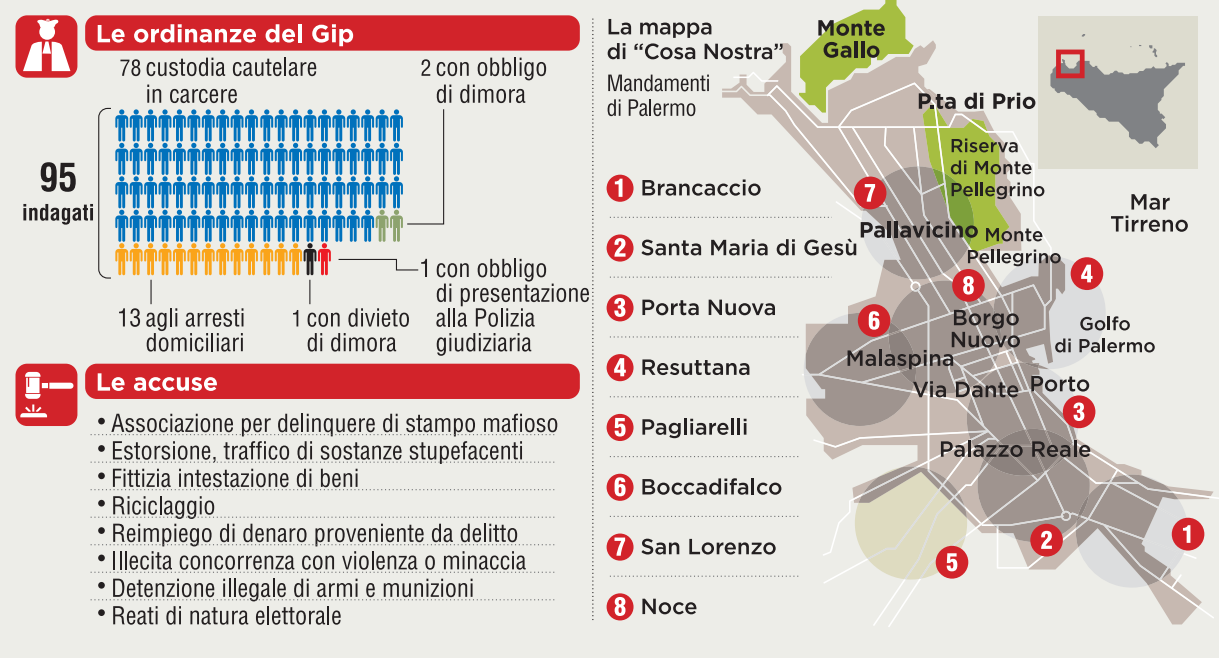 Le ordinanze del Gip
78 custodia cautelare
in carcere
2 con obbligo
di dimora
95
indagati
13 agli arresti
domiciliari
1 con divieto
di dimora
1 con obbligo
di presentazione
alla Polizia
giudiziaria
Le accuse
• Associazione per delinquere di stampo mafioso
• Estorsione, traffico di sostanze stupefacenti
• Fittizia intestazione di beni
• Riciclaggio
• Reimpiego di denaro proveniente da delitto
• Illecita concorrenza con violenza o minaccia
• Detenzione illegale di armi e munizioni
• Reati di natura elettorale
La mappa
di “Cosa Nostra”
Mandamenti
di Palermo
1 Brancaccio
2 Santa Maria di Gesù
3 Porta Nuova
4 Resuttana
5 Pagliarelli
6 Boccadifalco
7 San Lorenzo
8 Noce
Monte
Gallo
P.ta di Prio
Riserva
di Monte
Pellegrino
Mar
Tirreno
7
Pallavicino
Monte
Pellegrino
4
8
6
Borgo
Nuovo
Golfo
di Palermo
Malaspina
Via Dante
Porto
3
Palazzo Reale
2
1
5